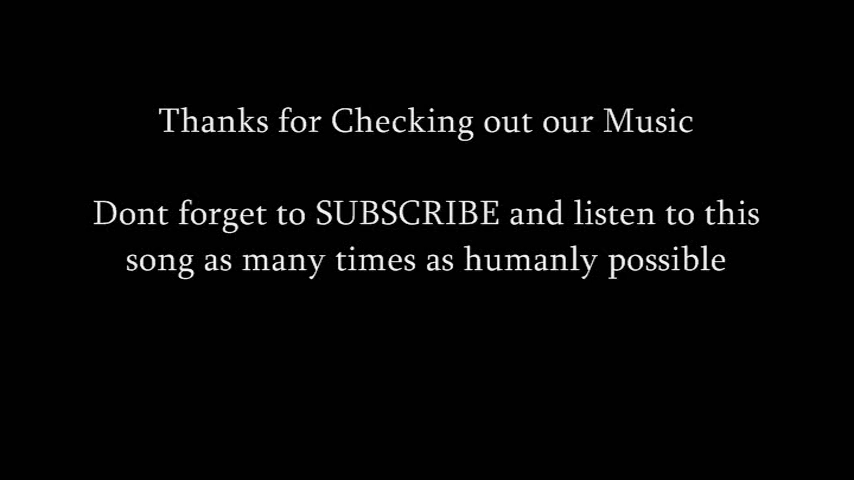 Thanks for Checking out our Music
Dont forget to SUBSCRIBE and listen to this
song as many times as humanly possible